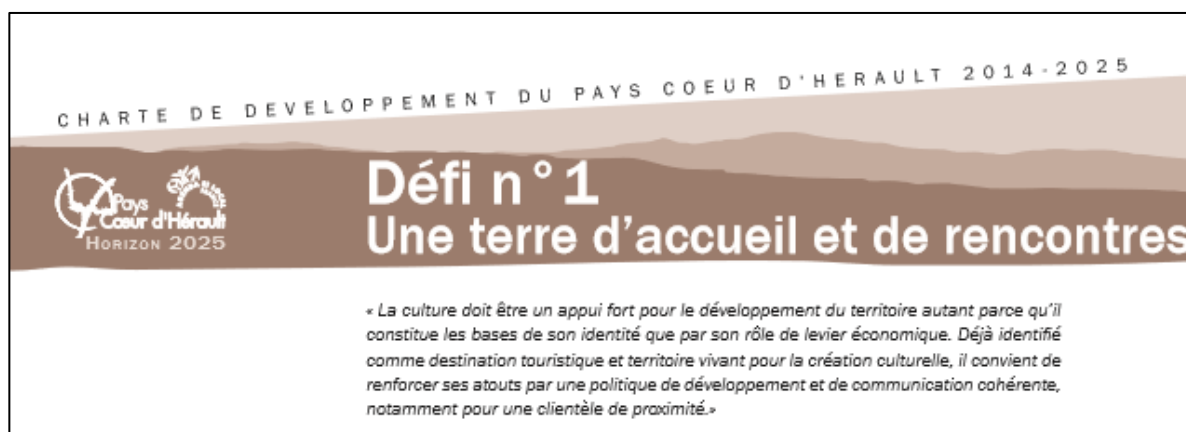 CHARTE DE DEVELOPPEMENT DU PAYS COEUR D'HERAULT 2014-2025
Pays
Cœur d'Hérault
HORIZON 2025
Défi n°1
Une terre d'accueil et de rencontres
« La culture doit être un appui fort pour le développement du territoire autant parce qu'il
constitue les bases de son identité que par son rôle de levier économique. Déjà identifié
comme destination touristique et territoire vivant pour la création culturelle, il convient de
renforcer ses atouts par une politique de développement et de communication cohérente,
notamment pour une clientèle de proximité.»